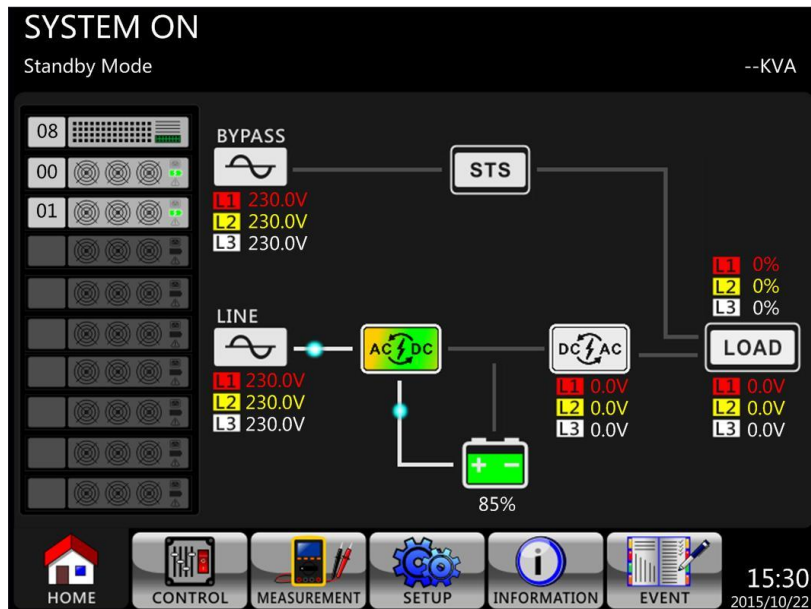 SYSTEM ON
Standby Mode
--KVA
08
00
01
BYPASS
L1 230.0V
L2 230.0V
L3 230.0V
STS
L1 0%
L2 0%
L3 0%
LINE
L1 230.0V
L2 230.0V
L3 230.0V
AC DC
DC AC
L1 0.0V
L2 0.0V
L3 0.0V
LOAD
L1 0.0V
L2 0.0V
L3 0.0V
+ −
85%
HOME
CONTROL
MEASUREMENT
SETUP
i
INFORMATION
EVENT
15:30
2015/10/22